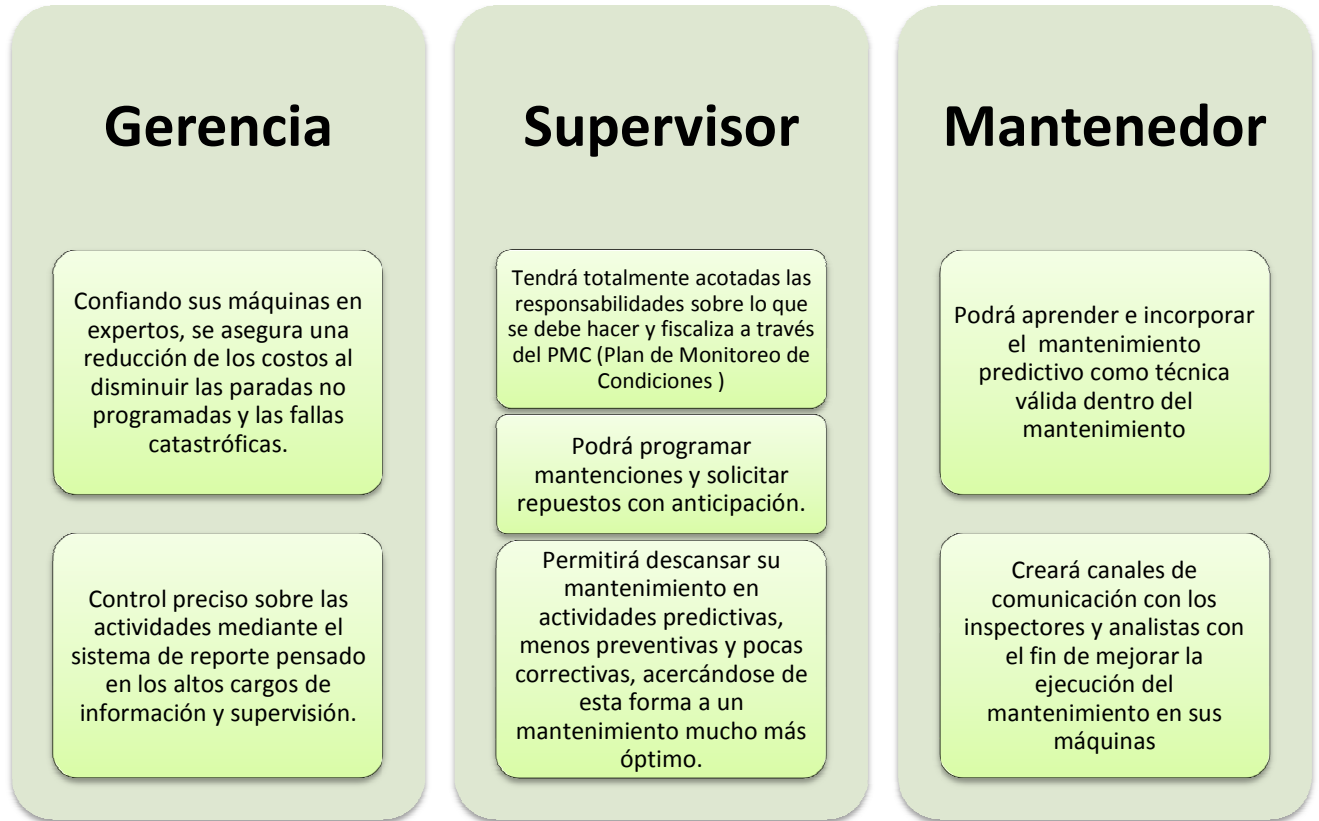 Gerencia
Confiando sus máquinas en
expertos, se asegura una
reducción de los costos al
disminuir las paradas no
programadas y las fallas
catastróficas.
Control preciso sobre las
actividades mediante el
sistema de reporte pensado
en los altos cargos de
información y supervisión.
Supervisor
Tendrá totalmente acotadas las
responsabilidades sobre lo que
se debe hacer y fiscaliza a través
del PMC (Plan de Monitoreo de
Condiciones )
Podrá programar
mantenciones y solicitar
repuestos con anticipación.
Permitirá descansar su
mantenimiento en
actividades predictivas,
menos preventivas y pocas
correctivas, acercándose de
esta forma a un
mantenimiento mucho más
óptimo.
Mantenedor
Podrá aprender e incorporar
el  mantenimiento
predictivo como técnica
válida dentro del
mantenimiento
Creará canales de
comunicación con los
inspectores y analistas con
el fin de mejorar la
ejecución del
mantenimiento en sus
máquinas